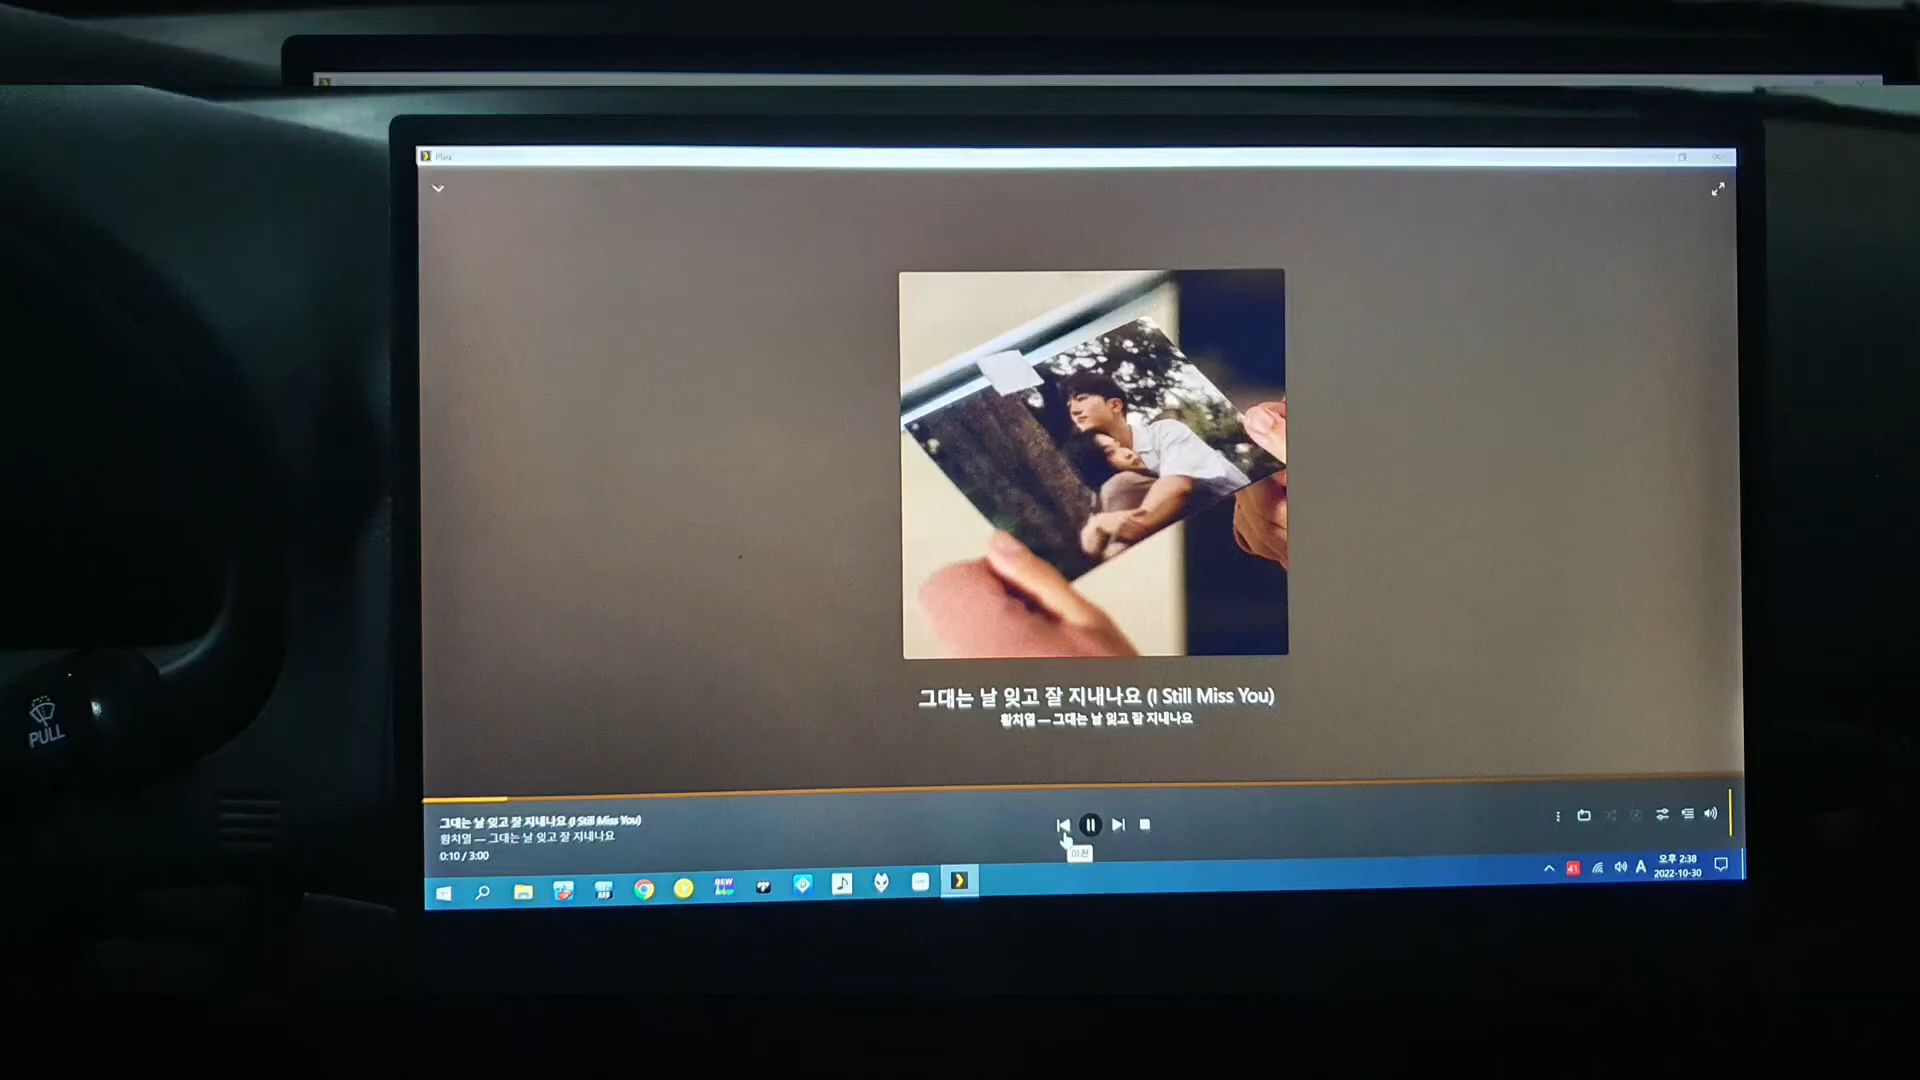 Plex
그대는 날 잊고 잘 지내나요 (I Still Miss You)
황치열 — 그대는 날 잊고 잘 지내나요
그대는 날 잊고 잘 지내나요 (I Still Miss You)
황치열 — 그대는 날 잊고 잘 지내나요
0:10 / 3:00
이전
REW
41
A
오후 2:38
2022-10-30
PULL